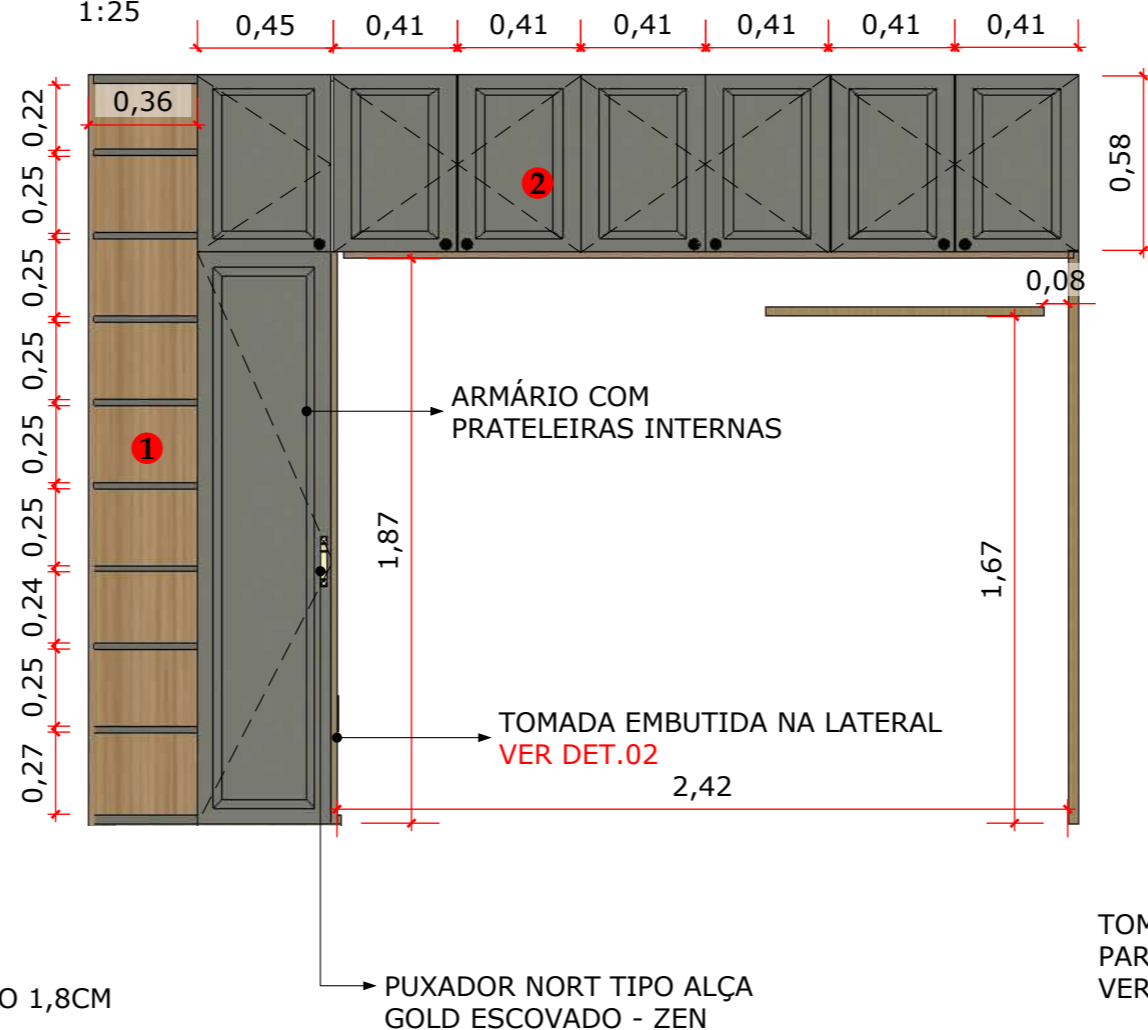 1:25
0,45
0,41
0,41
0,41
0,41
0,41
0,41
0,36
0,22
0,25
0,25
0,25
0,25
0,25
0,24
0,25
0,27
2
0,58
0,08
ARMÁRIO COM
PRATELEIRAS INTERNAS
1
1,87
1,67
TOMADA EMBUTIDA NA LATERAL
VER DET.02
2,42
PUXADOR NORT TIPO ALÇA
GOLD ESCOVADO - ZEN
O 1,8CM
TOM
PAR
VER